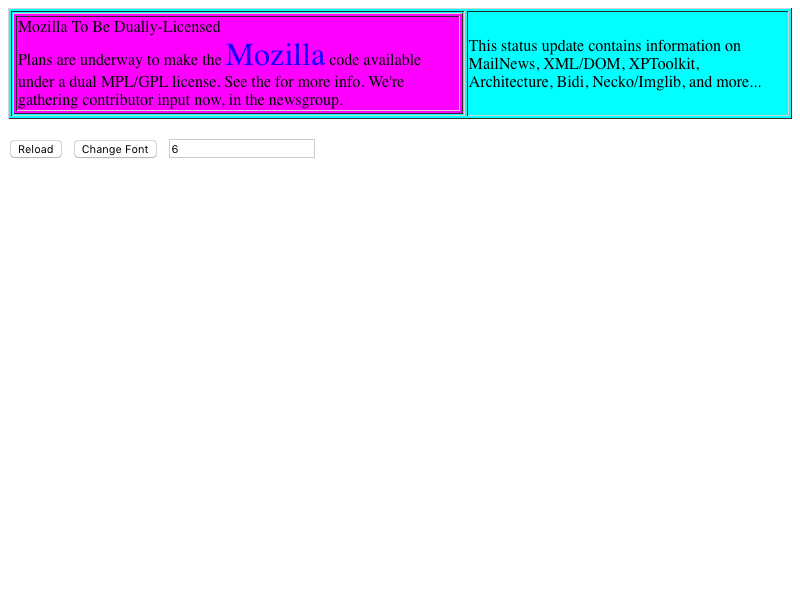 Mozilla To Be Dually-Licensed
Plans are underway to make the Mozilla code available
under a dual MPL/GPL license. See the for more info. We're
gathering contributor input now, in the newsgroup.
This status update contains information on
MailNews, XML/DOM, XPToolkit,
Architecture, Bidi, Necko/Imglib, and more...
Reload Change Font 6